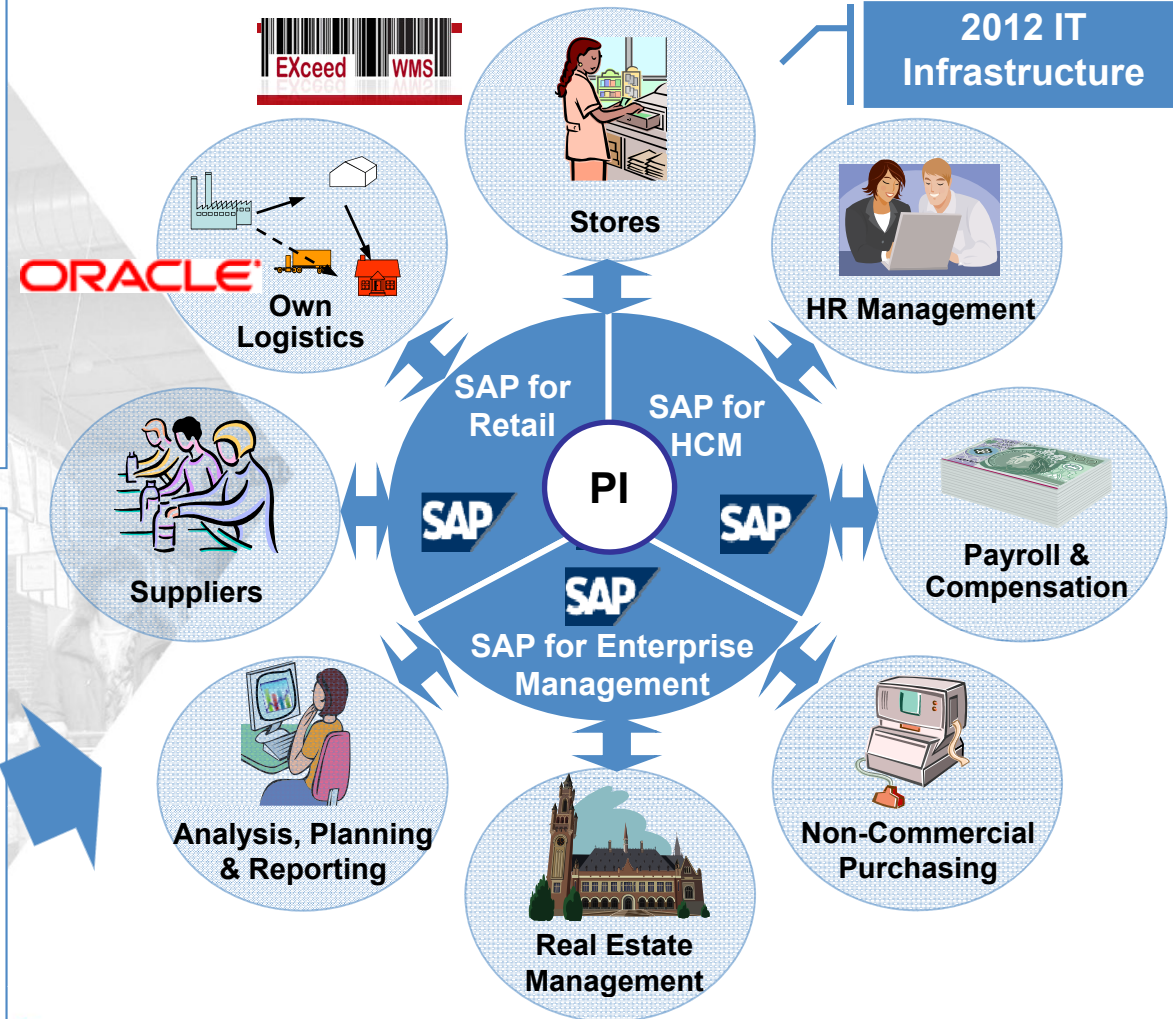 EXceed WMS
2012 IT
Infrastructure
Stores
HR Management
ORACLE
Own
Logistics
SAP for
Retail
SAP for
HCM
PI
SAP
SAP
Payroll &
Compensation
Suppliers
SAP
SAP for Enterprise
Management
Analysis, Planning
& Reporting
Non-Commercial
Purchasing
Real Estate
Management